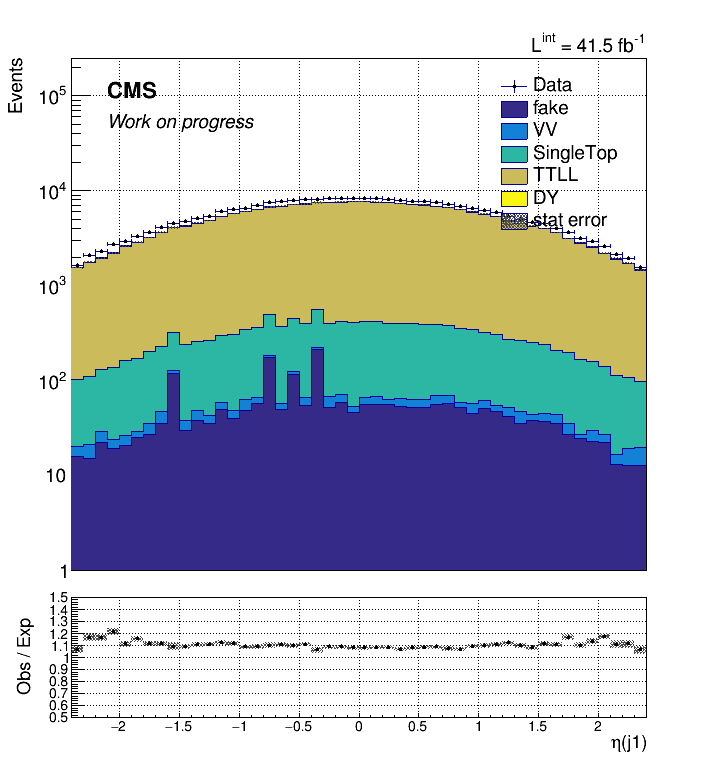 L^int = 41.5 fb^-1
Events
CMS
Work on progress
Data
fake
VV
SingleTop
TTLL
DY
stat error
10^5
10^4
10^3
10^2
10
1
Obs / Exp
1.5
1.4
1.3
1.2
1.1
1
0.9
0.8
0.7
0.6
0.5
−2 −1.5 −1 −0.5 0 0.5 1 1.5 2
η(j1)